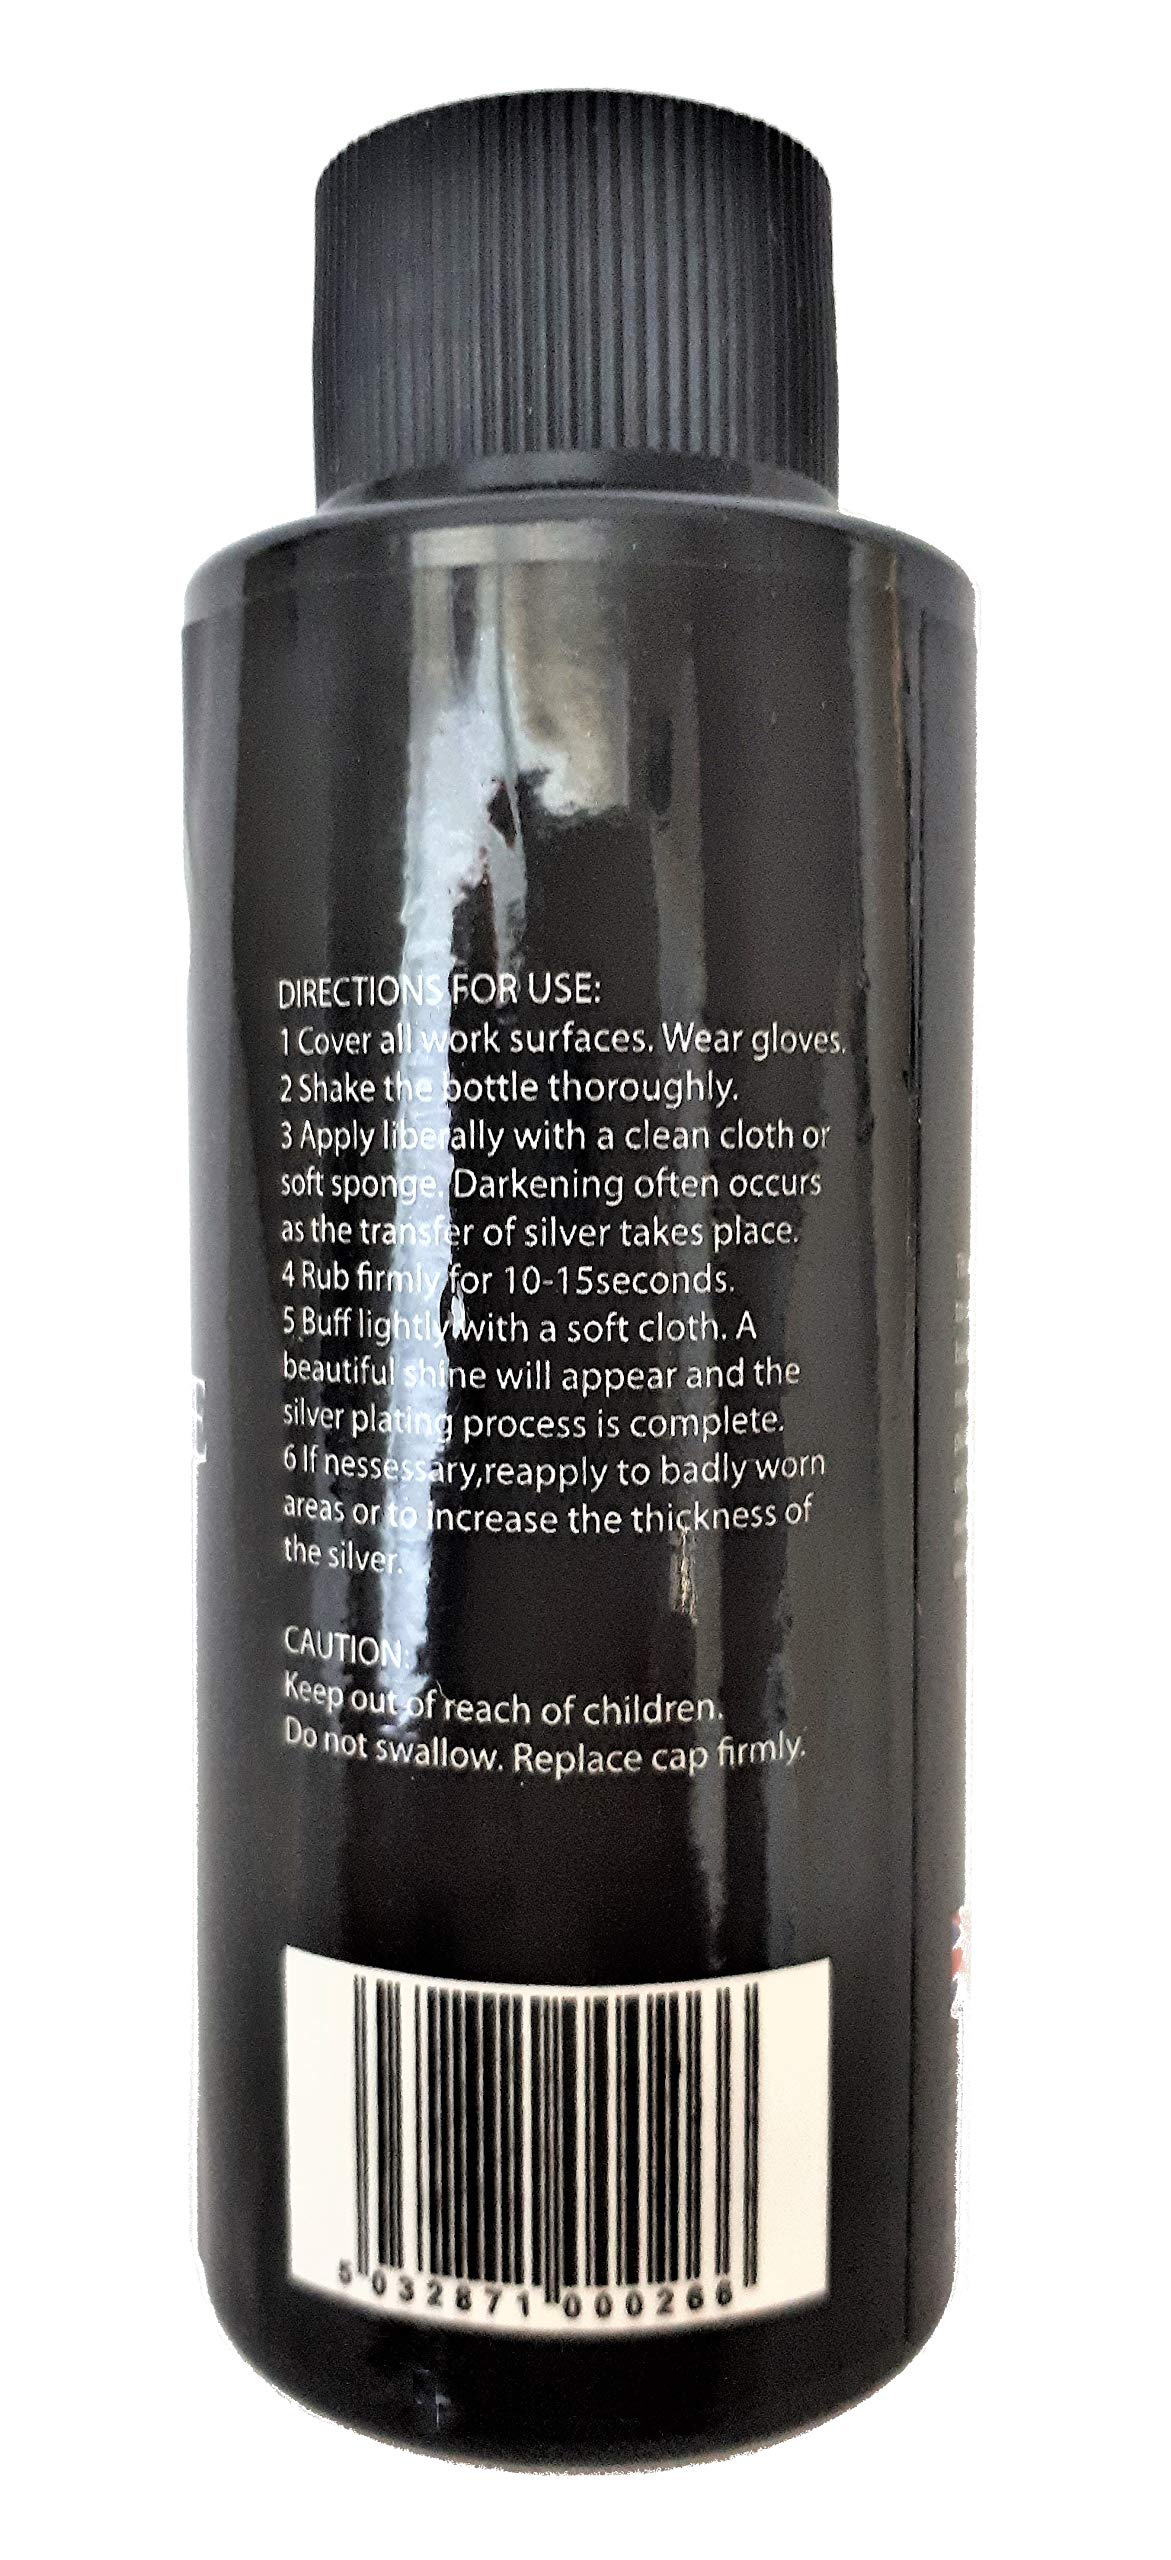 DIRECTIONS FOR USE:
1 Cover all work surfaces. Wear gloves.
2 Shake the bottle thoroughly.
3 Apply liberally with a clean cloth or
soft sponge. Darkening often occurs
as the transfer of silver takes place.
4 Rub firmly for 10-15seconds.
5 Buff lightly with a soft cloth. A
beautiful shine will appear and the
silver plating process is complete.
6 If nessessary,reapply to badly worn
areas or to increase the thickness of
the silver.
CAUTION:
Keep out of reach of children.
Do not swallow. Replace cap firmly.
E
5 032871 000266